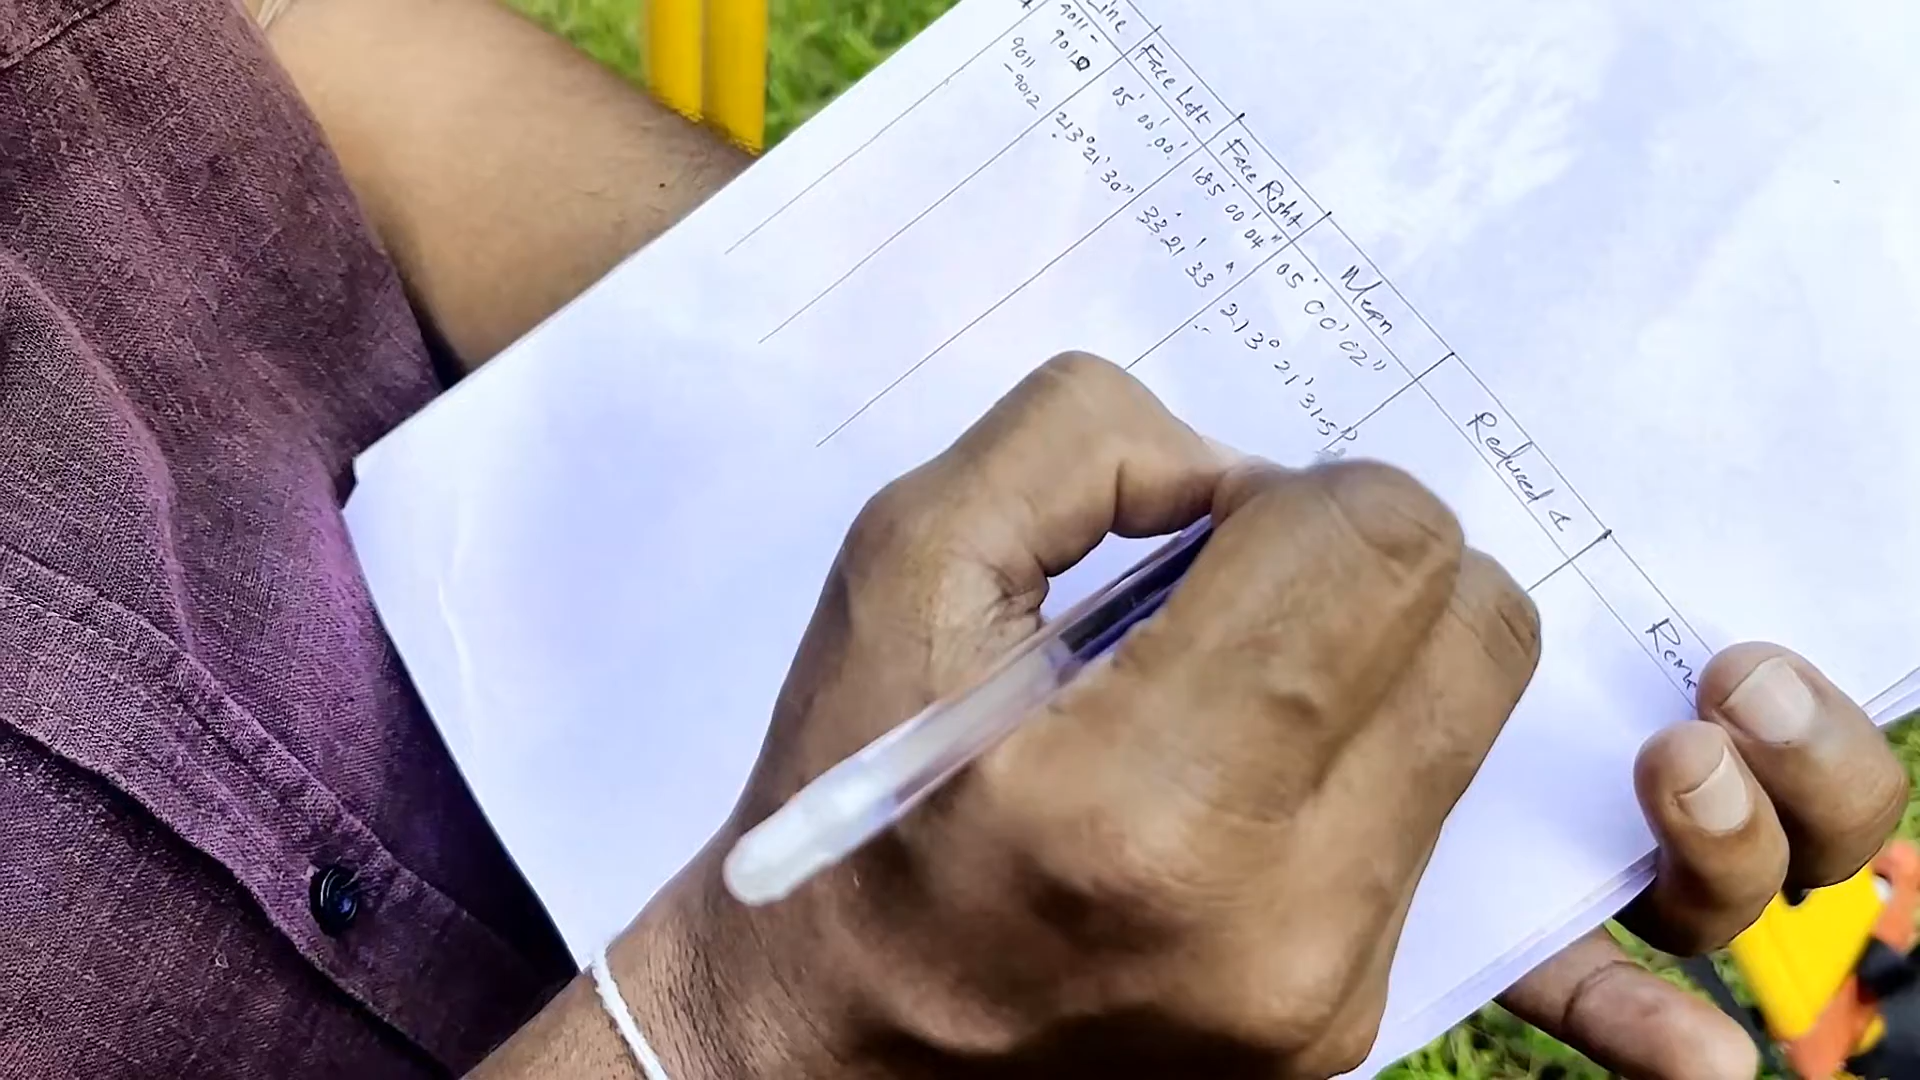 Line Face Left Face Right Mean Reduced ∠
9011-
9010 05° 00' 00" 185° 00' 04" 05° 00' 02"
9011
-9012 213° 21' 30" 33° 21' 33" 213° 21' 31.5"